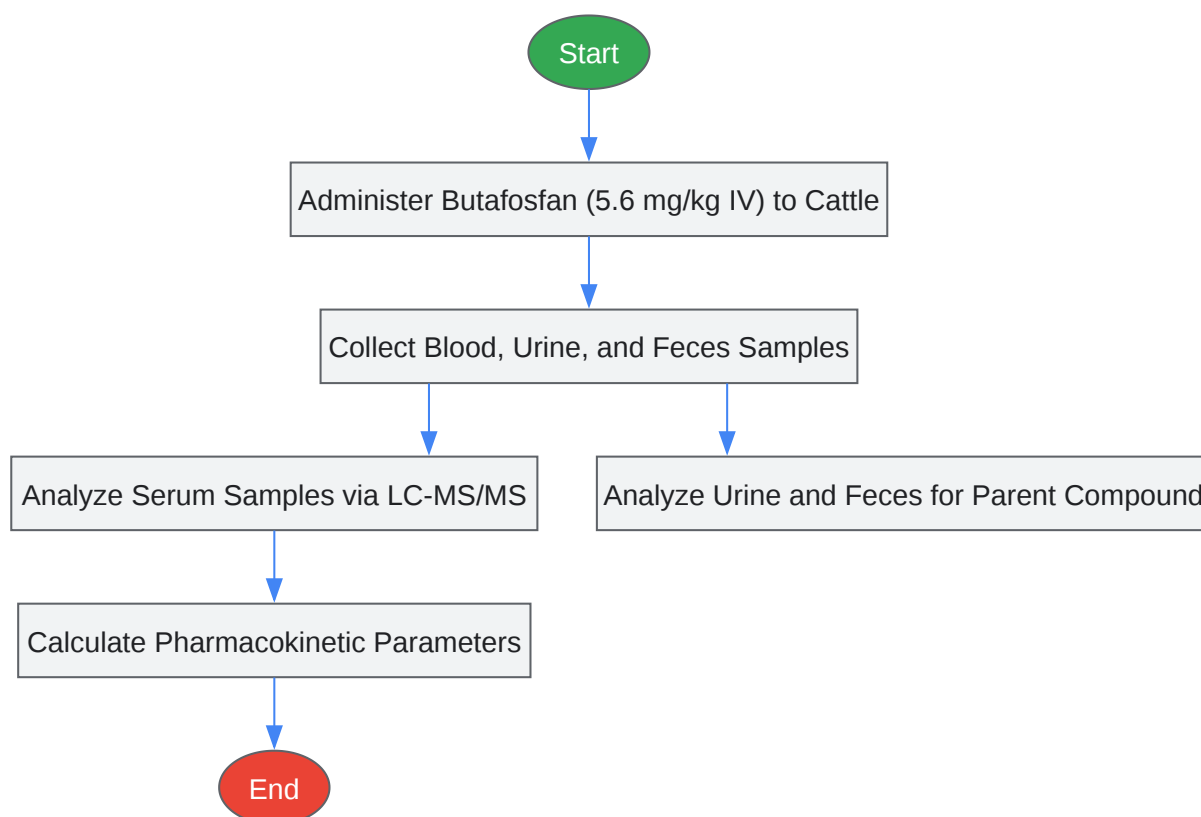 Start
Administer Butafosfan (5.6 mg/kg IV) to Cattle
Collect Blood, Urine, and Feces Samples
Analyze Serum Samples via LC-MS/MS
Analyze Urine and Feces for Parent Compound
Calculate Pharmacokinetic Parameters
End